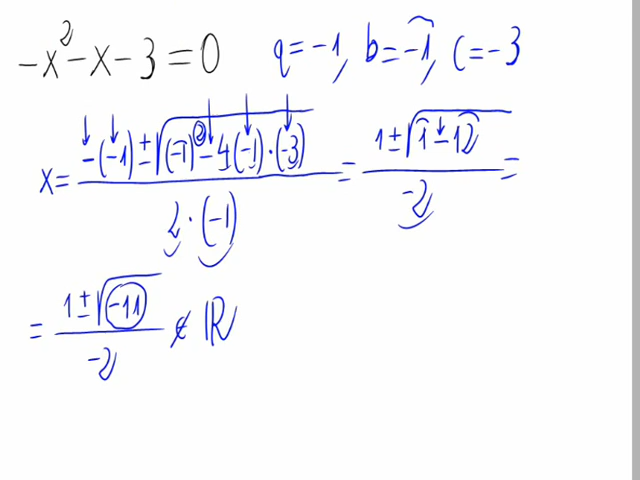 -x² - x - 3 = 0   a = -1, b = -1, c = -3
x = (-(-1) ± √((-1)² - 4(-1)·(-3))) / (2·(-1)) = (1 ± √(1 - 12)) / -2 =
= (1 ± √(-11)) / -2 ∉ ℝ